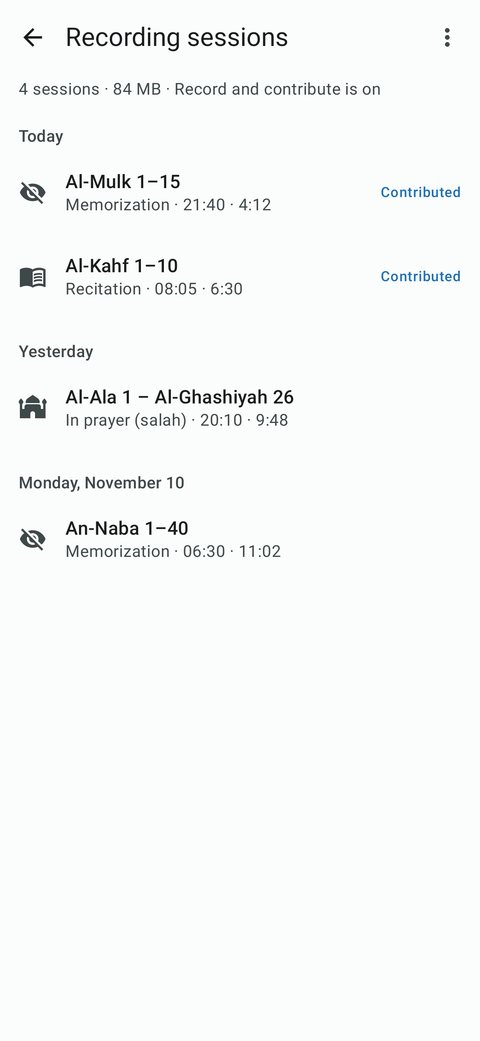 Recording sessions
4 sessions · 84 MB · Record and contribute is on
Today
Al-Mulk 1–15
Memorization · 21:40 · 4:12
Contributed
Al-Kahf 1–10
Recitation · 08:05 · 6:30
Contributed
Yesterday
Al-Ala 1 – Al-Ghashiyah 26
In prayer (salah) · 20:10 · 9:48
Monday, November 10
An-Naba 1–40
Memorization · 06:30 · 11:02